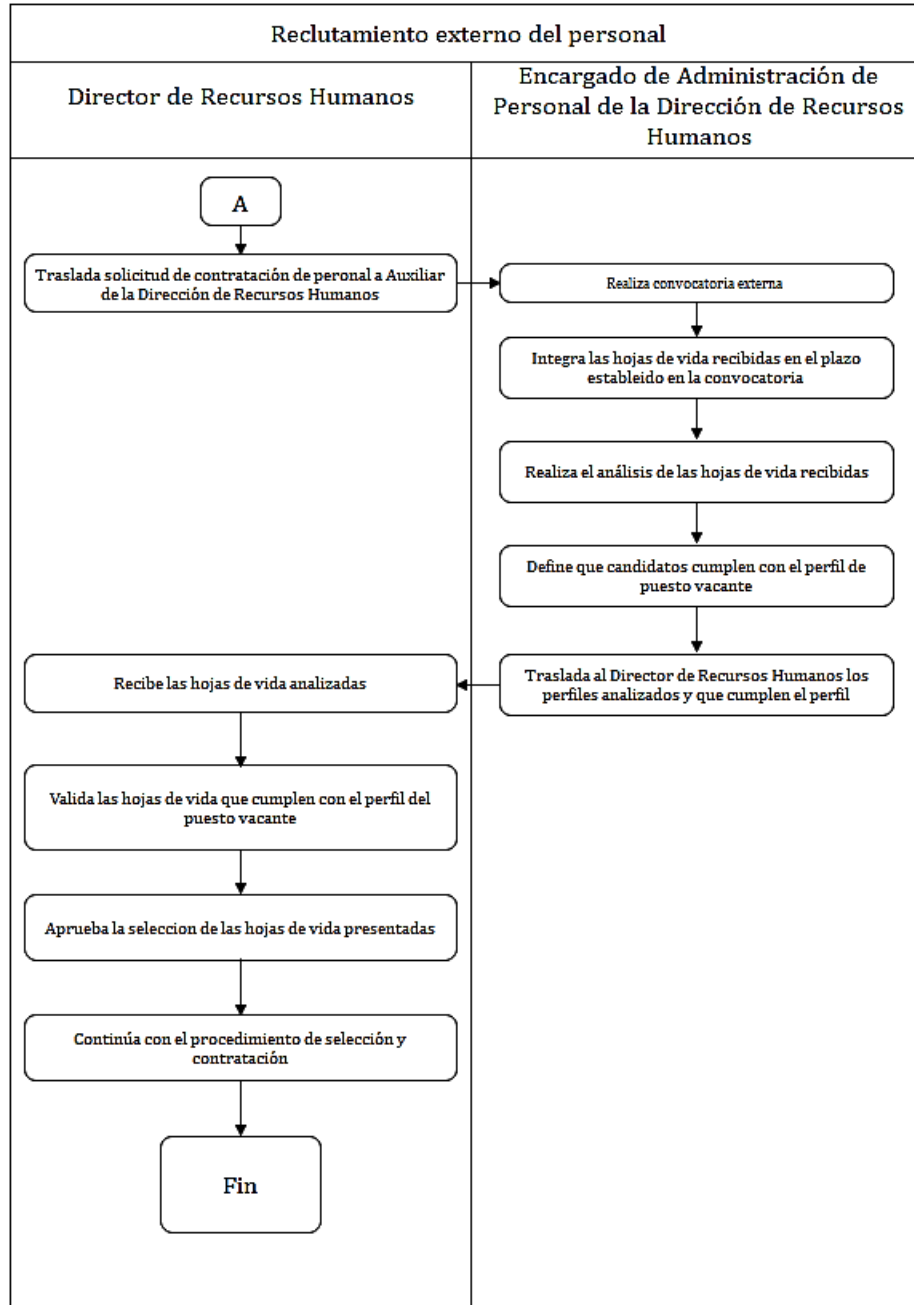 Reclutamiento externo del personal
Director de Recursos Humanos
Encargado de Administración de
Personal de la Dirección de Recursos
Humanos
A
Traslada solicitud de contratación de peronal a Auxiliar
de la Dirección de Recursos Humanos
Realiza convocatoria externa
Integra las hojas de vida recibidas en el plazo
estableido en la convocatoria
Realiza el análisis de las hojas de vida recibidas
Define que candidatos cumplen con el perfil de
puesto vacante
Traslada al Director de Recursos Humanos los
perfiles analizados y que cumplen el perfil
Recibe las hojas de vida analizadas
Valida las hojas de vida que cumplen con el perfil del
puesto vacante
Aprueba la seleccion de las hojas de vida presentadas
Continúa con el procedimiento de selección y
contratación
Fin